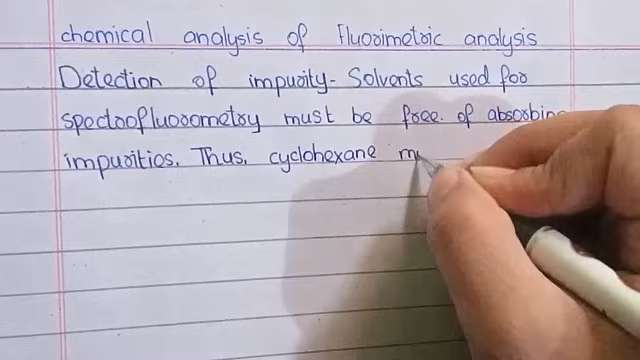 chemical analysis of Fluorimetric analysis
Detection of impurity- Solvents used for
spectrofluorometry must be free. of absorbing
impurities. Thus, cyclohexane